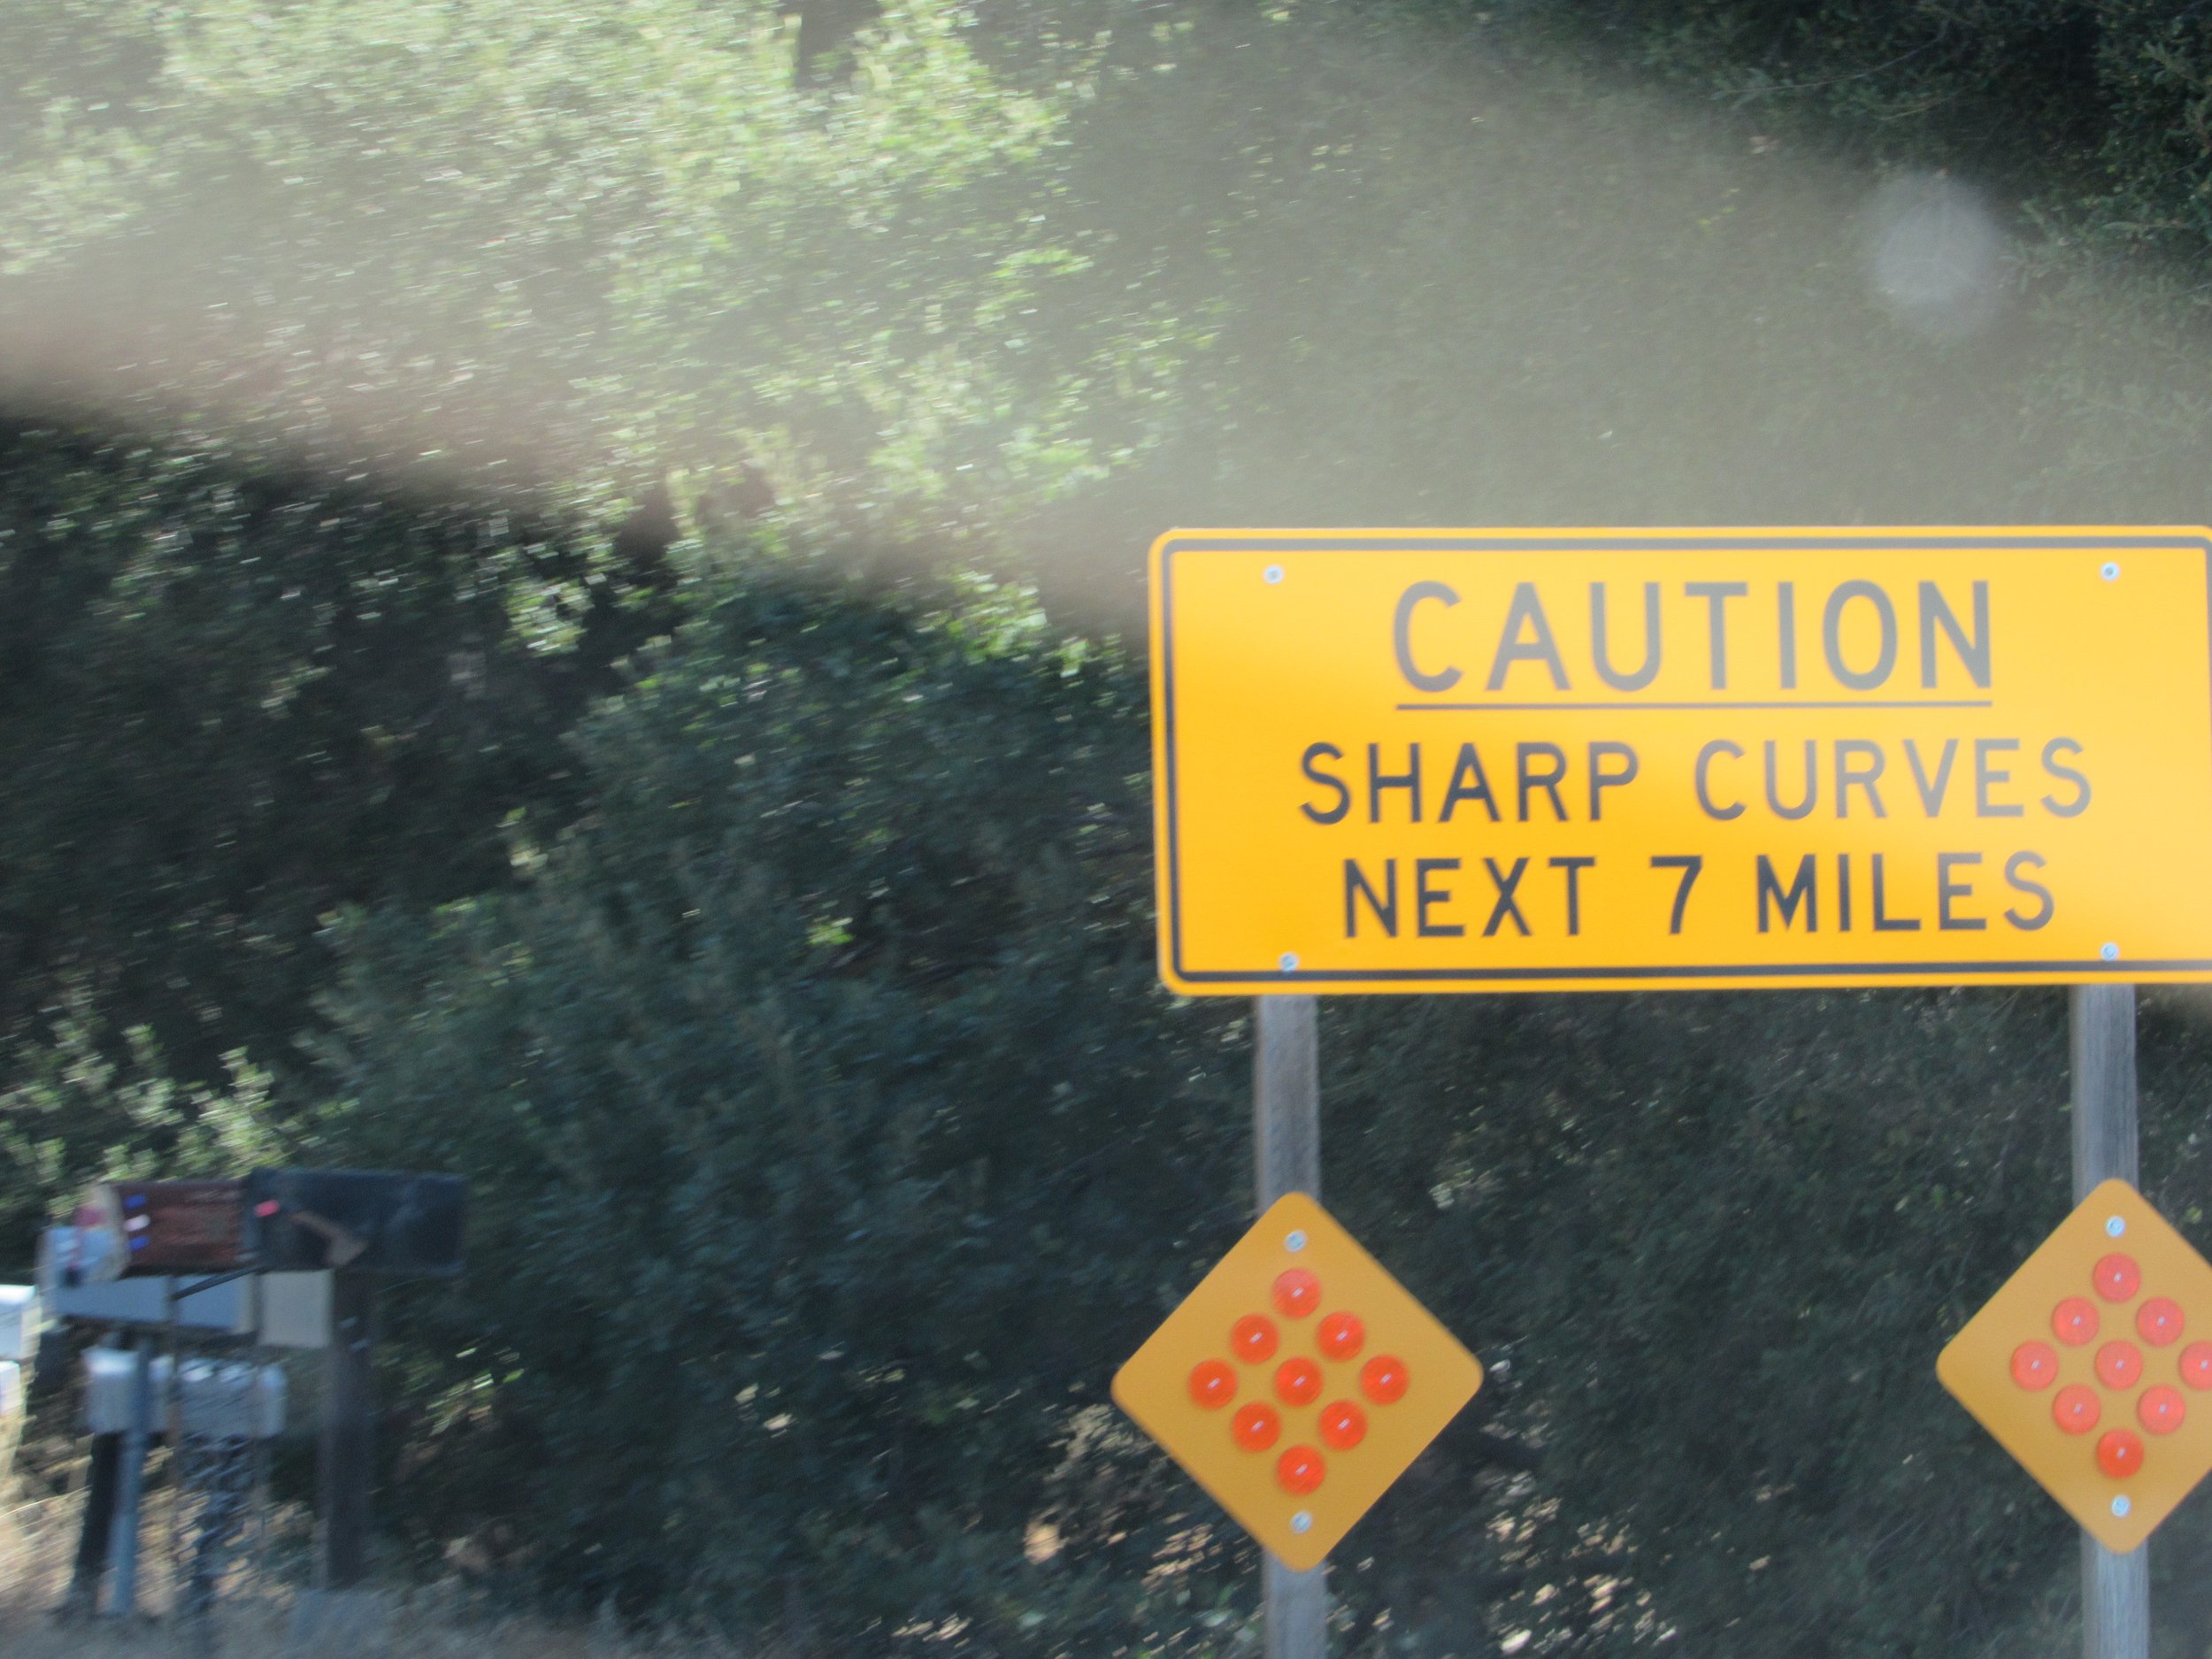 CAUTION
SHARP CURVES
NEXT 7 MILES